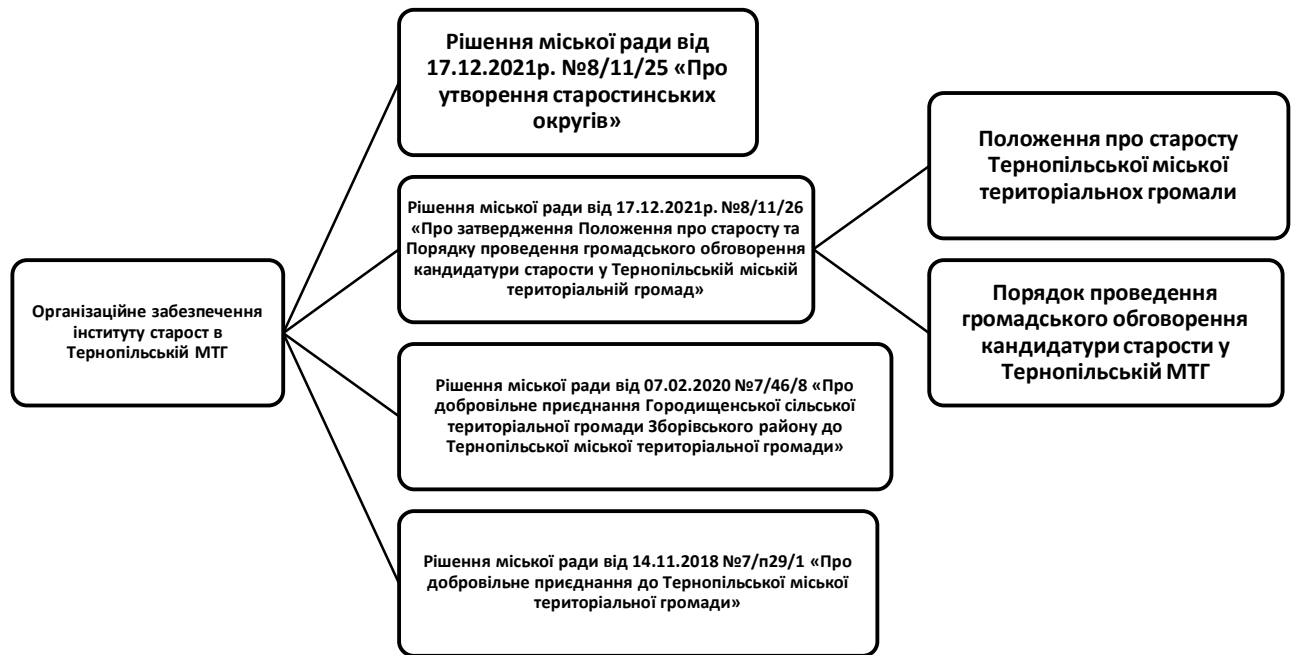 Організаційне забезпечення
інституту старост в
Тернопільській МТГ
Рішення міської ради від
17.12.2021р. №8/11/25 «Про
утворення старостинських
округів»
Рішення міської ради від 17.12.2021р. №8/11/26
«Про затвердження Положення про старосту та
Порядку проведення громадського обговорення
кандидатури старости у Тернопільській міській
територіальній громад»
Положення про старосту
Тернопільської міської
територіальнох громали
Порядок проведення
громадського обговорення
кандидатури старости у
Тернопільській МТГ
Рішення міської ради від 07.02.2020 №7/46/8 «Про
добровільне приєднання Городищенської сільської
територіальної громади Зборівського району до
Тернопільської міської територіальної громади»
Рішення міської ради від 14.11.2018 №7/п29/1 «Про
добровільне приєднання до Тернопільської міської
територіальної громади»